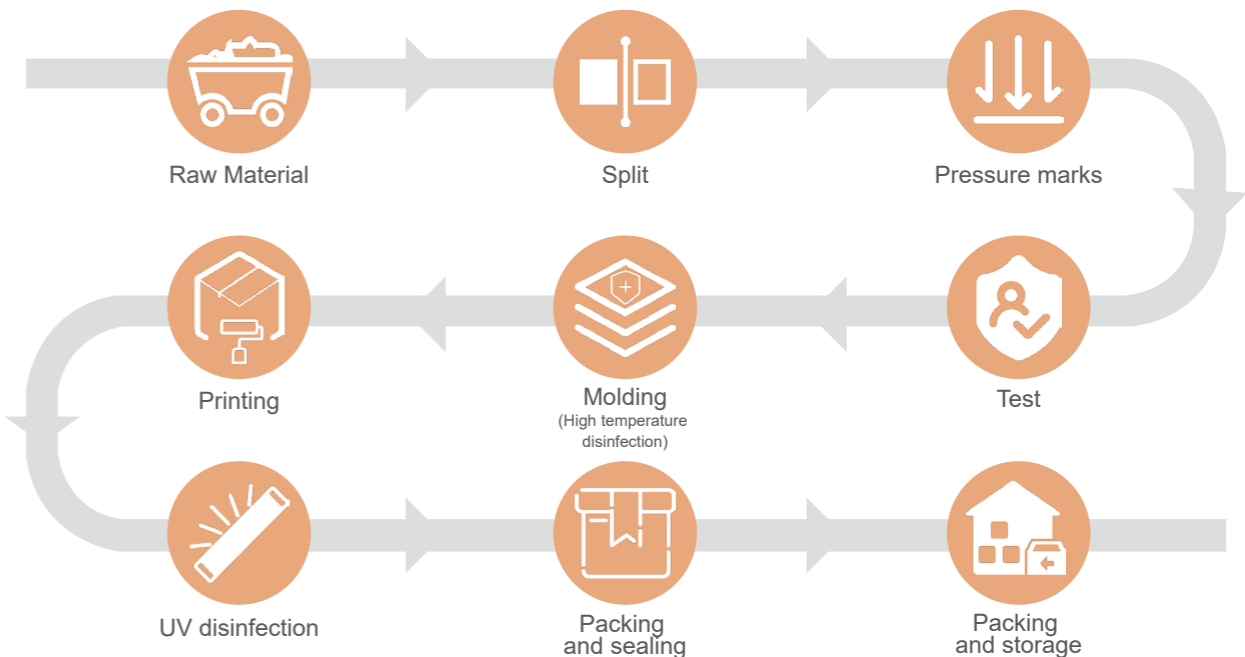 Raw Material
Split
Pressure marks
Test
Molding
(High temperature
disinfection)
Printing
UV disinfection
Packing
and sealing
Packing
and storage